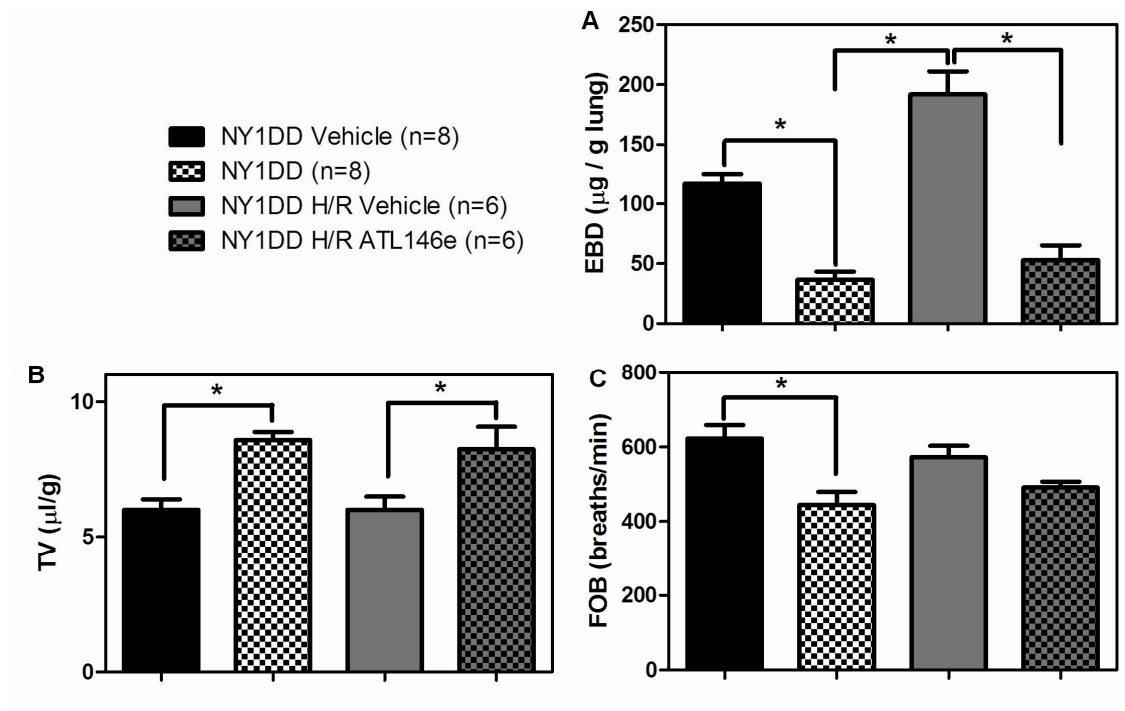 A
250
200
150
100
50
0
EBD (µg / g lung)
*
*
*
NY1DD Vehicle (n=8)
NY1DD (n=8)
NY1DD H/R Vehicle (n=6)
NY1DD H/R ATL146e (n=6)
B
10
5
0
TV (µl/g)
*
*
C
800
600
400
200
0
FOB (breaths/min)
*